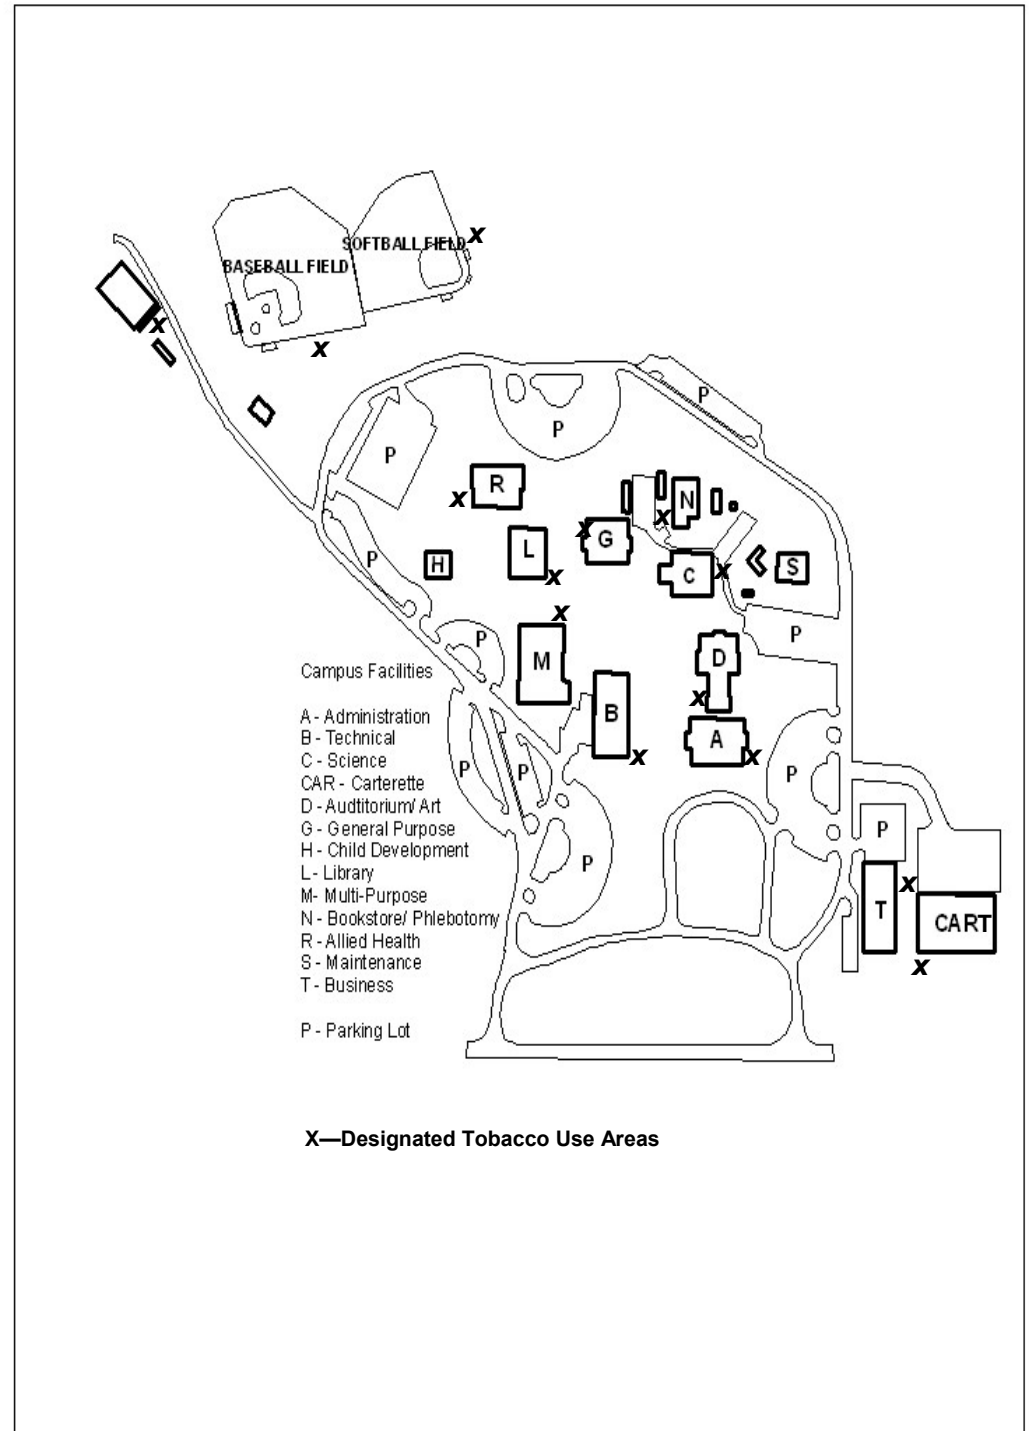 X
SOFTBALL FIELD
BASEBALL FIELD
X
X
P
P
P
R
X
N
X
X
G
L
P
H
X
C
X
S
X
P
P
M
D
Campus Facilities
X
B
A - Administration
B - Technical
A
X
X
C - Science
P
P
P
CAR - Carterette
D - Audtitorium/ Art
G - General Purpose
P
H - Child Development
P
L - Library
X
M- Multi-Purpose
N - Bookstore/ Phlebotomy
T
CART
R - Allied Health
S - Maintenance
X
T - Business
P - Parking Lot
X—Designated Tobacco Use Areas